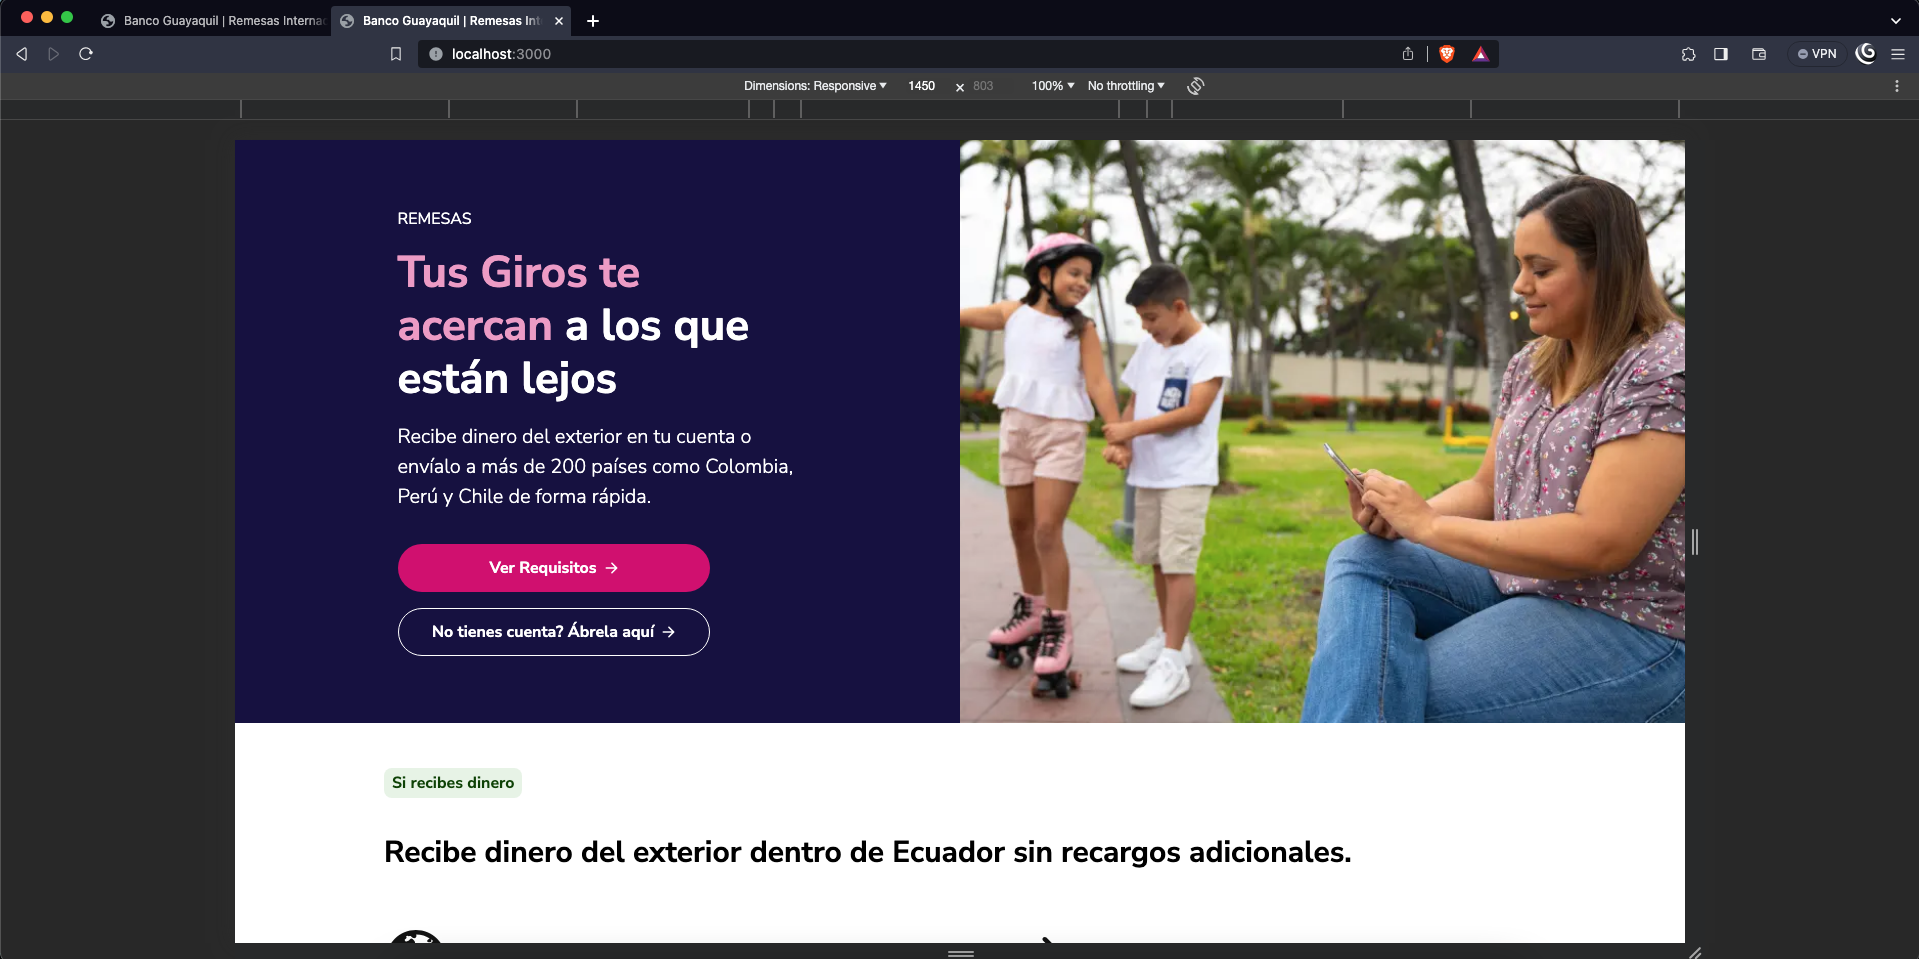 Banco Guayaquil | Remesas Internac
Banco Guayaquil | Remesas Int
localhost:3000
VPN
Dimensions: Responsive 1450 x 803 100% No throttling
REMESAS
Tus Giros te
acercan a los que
están lejos
Recibe dinero del exterior en tu cuenta o
envíalo a más de 200 países como Colombia,
Perú y Chile de forma rápida.
Ver Requisitos →
No tienes cuenta? Ábrela aquí →
Si recibes dinero
Recibe dinero del exterior dentro de Ecuador sin recargos adicionales.